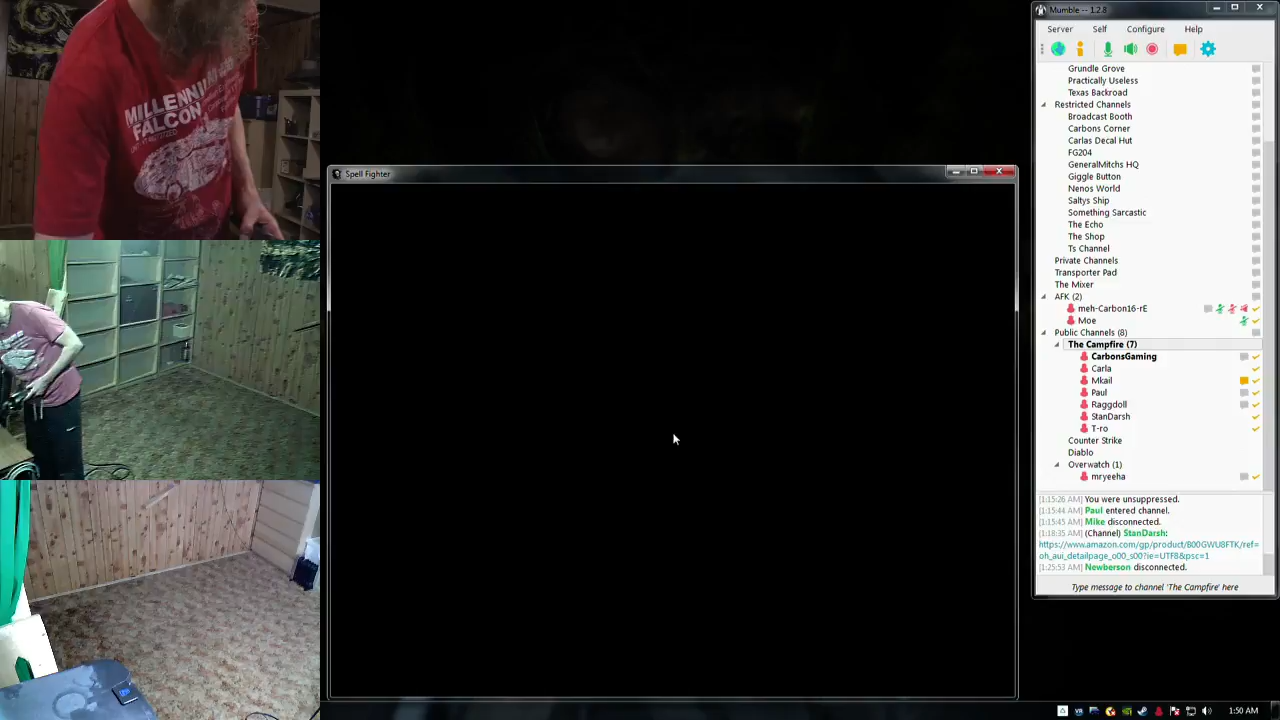 MILLENNI
FALCON
Spell Fighter
Mumble -- 1.2.8
Server Self Configure Help
Grundle Grove
Practically Useless
Texas Backroad
Restricted Channels
Broadcast Booth
Carbons Corner
Carlas Decal Hut
FG204
GeneralMitchs HQ
Giggle Button
Nenos World
Saltys Ship
Something Sarcastic
The Echo
The Shop
Ts Channel
Private Channels
Transporter Pad
The Mixer
AFK (2)
meh-Carbon16-rE
Moe
Public Channels (8)
The Campfire (7)
CarbonsGaming
Carla
Mkail
Paul
Raggdoll
StanDarsh
T-ro
Counter Strike
Diablo
Overwatch (1)
mryeeha
[1:15:26 AM] You were unsuppressed.
[1:15:44 AM] Paul entered channel.
[1:15:45 AM] Mike disconnected.
[1:18:35 AM] (Channel) StanDarsh:
https://www.amazon.com/gp/product/B00GWU8FTK/ref=
oh_aui_detailpage_o00_s00?ie=UTF8&psc=1
[1:25:53 AM] Newberson disconnected.
Type message to channel 'The Campfire' here
1:50 AM